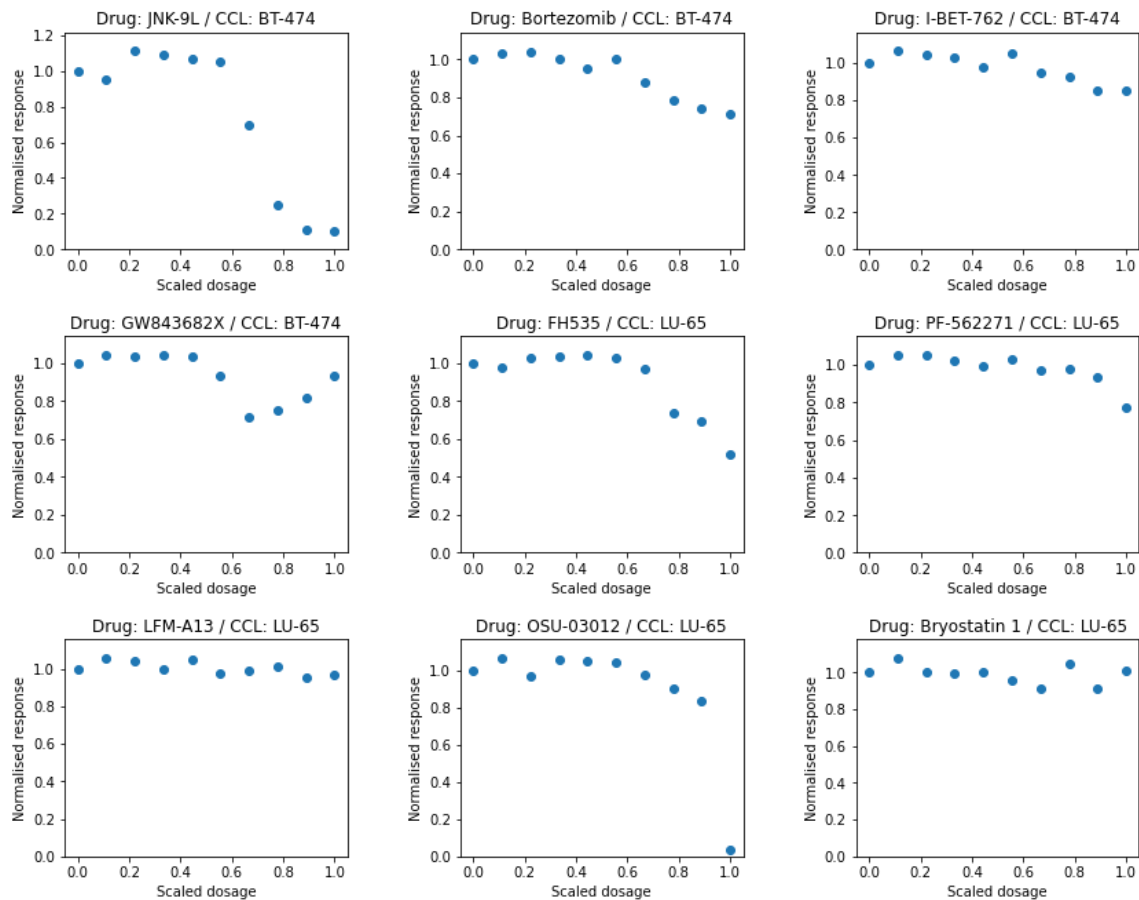 Drug: JNK-9L / CCL: BT-474
1.2
1.0
0.8
0.6
0.4
0.2
0.0
Normalised response
0.0 0.2 0.4 0.6 0.8 1.0
Scaled dosage
Drug: Bortezomib / CCL: BT-474
1.0
0.8
0.6
0.4
0.2
0.0
Normalised response
0.0 0.2 0.4 0.6 0.8 1.0
Scaled dosage
Drug: I-BET-762 / CCL: BT-474
1.0
0.8
0.6
0.4
0.2
0.0
Normalised response
0.0 0.2 0.4 0.6 0.8 1.0
Scaled dosage
Drug: GW843682X / CCL: BT-474
1.0
0.8
0.6
0.4
0.2
0.0
Normalised response
0.0 0.2 0.4 0.6 0.8 1.0
Scaled dosage
Drug: FH535 / CCL: LU-65
1.0
0.8
0.6
0.4
0.2
0.0
Normalised response
0.0 0.2 0.4 0.6 0.8 1.0
Scaled dosage
Drug: PF-562271 / CCL: LU-65
1.0
0.8
0.6
0.4
0.2
0.0
Normalised response
0.0 0.2 0.4 0.6 0.8 1.0
Scaled dosage
Drug: LFM-A13 / CCL: LU-65
1.0
0.8
0.6
0.4
0.2
0.0
Normalised response
0.0 0.2 0.4 0.6 0.8 1.0
Scaled dosage
Drug: OSU-03012 / CCL: LU-65
1.0
0.8
0.6
0.4
0.2
0.0
Normalised response
0.0 0.2 0.4 0.6 0.8 1.0
Scaled dosage
Drug: Bryostatin 1 / CCL: LU-65
1.0
0.8
0.6
0.4
0.2
0.0
Normalised response
0.0 0.2 0.4 0.6 0.8 1.0
Scaled dosage